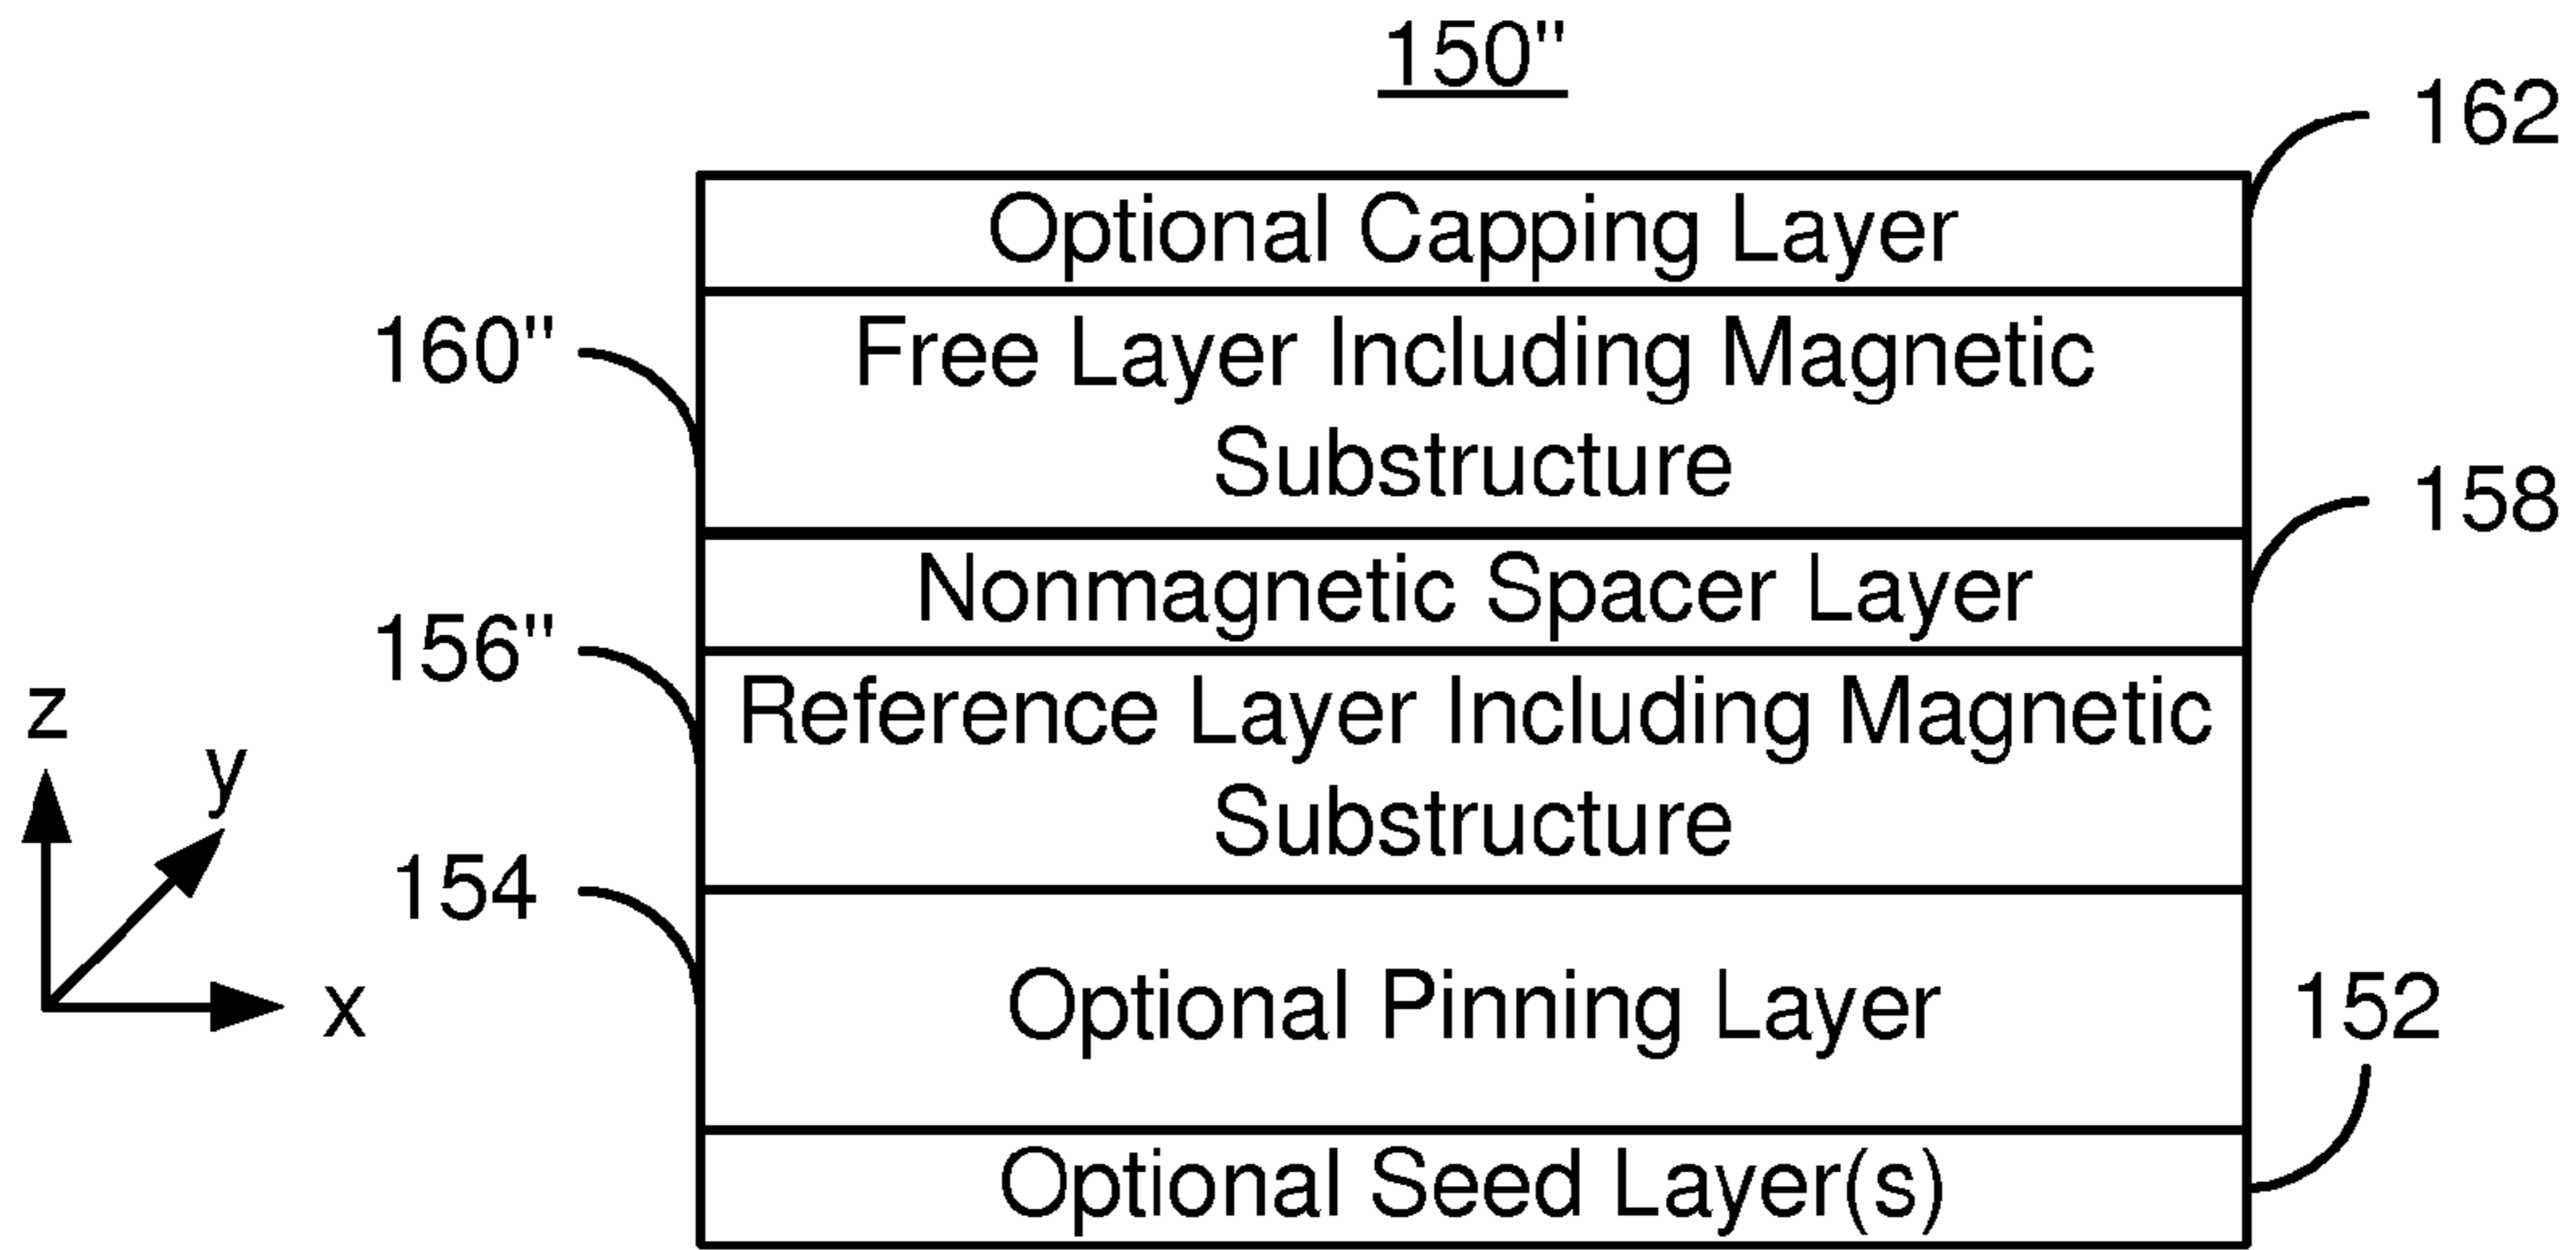 150"
162
Optional Capping Layer
160"
Free Layer Including Magnetic
Substructure
158
Nonmagnetic Spacer Layer
156"
Reference Layer Including Magnetic
Substructure
z
y
x
154
Optional Pinning Layer
152
Optional Seed Layer(s)